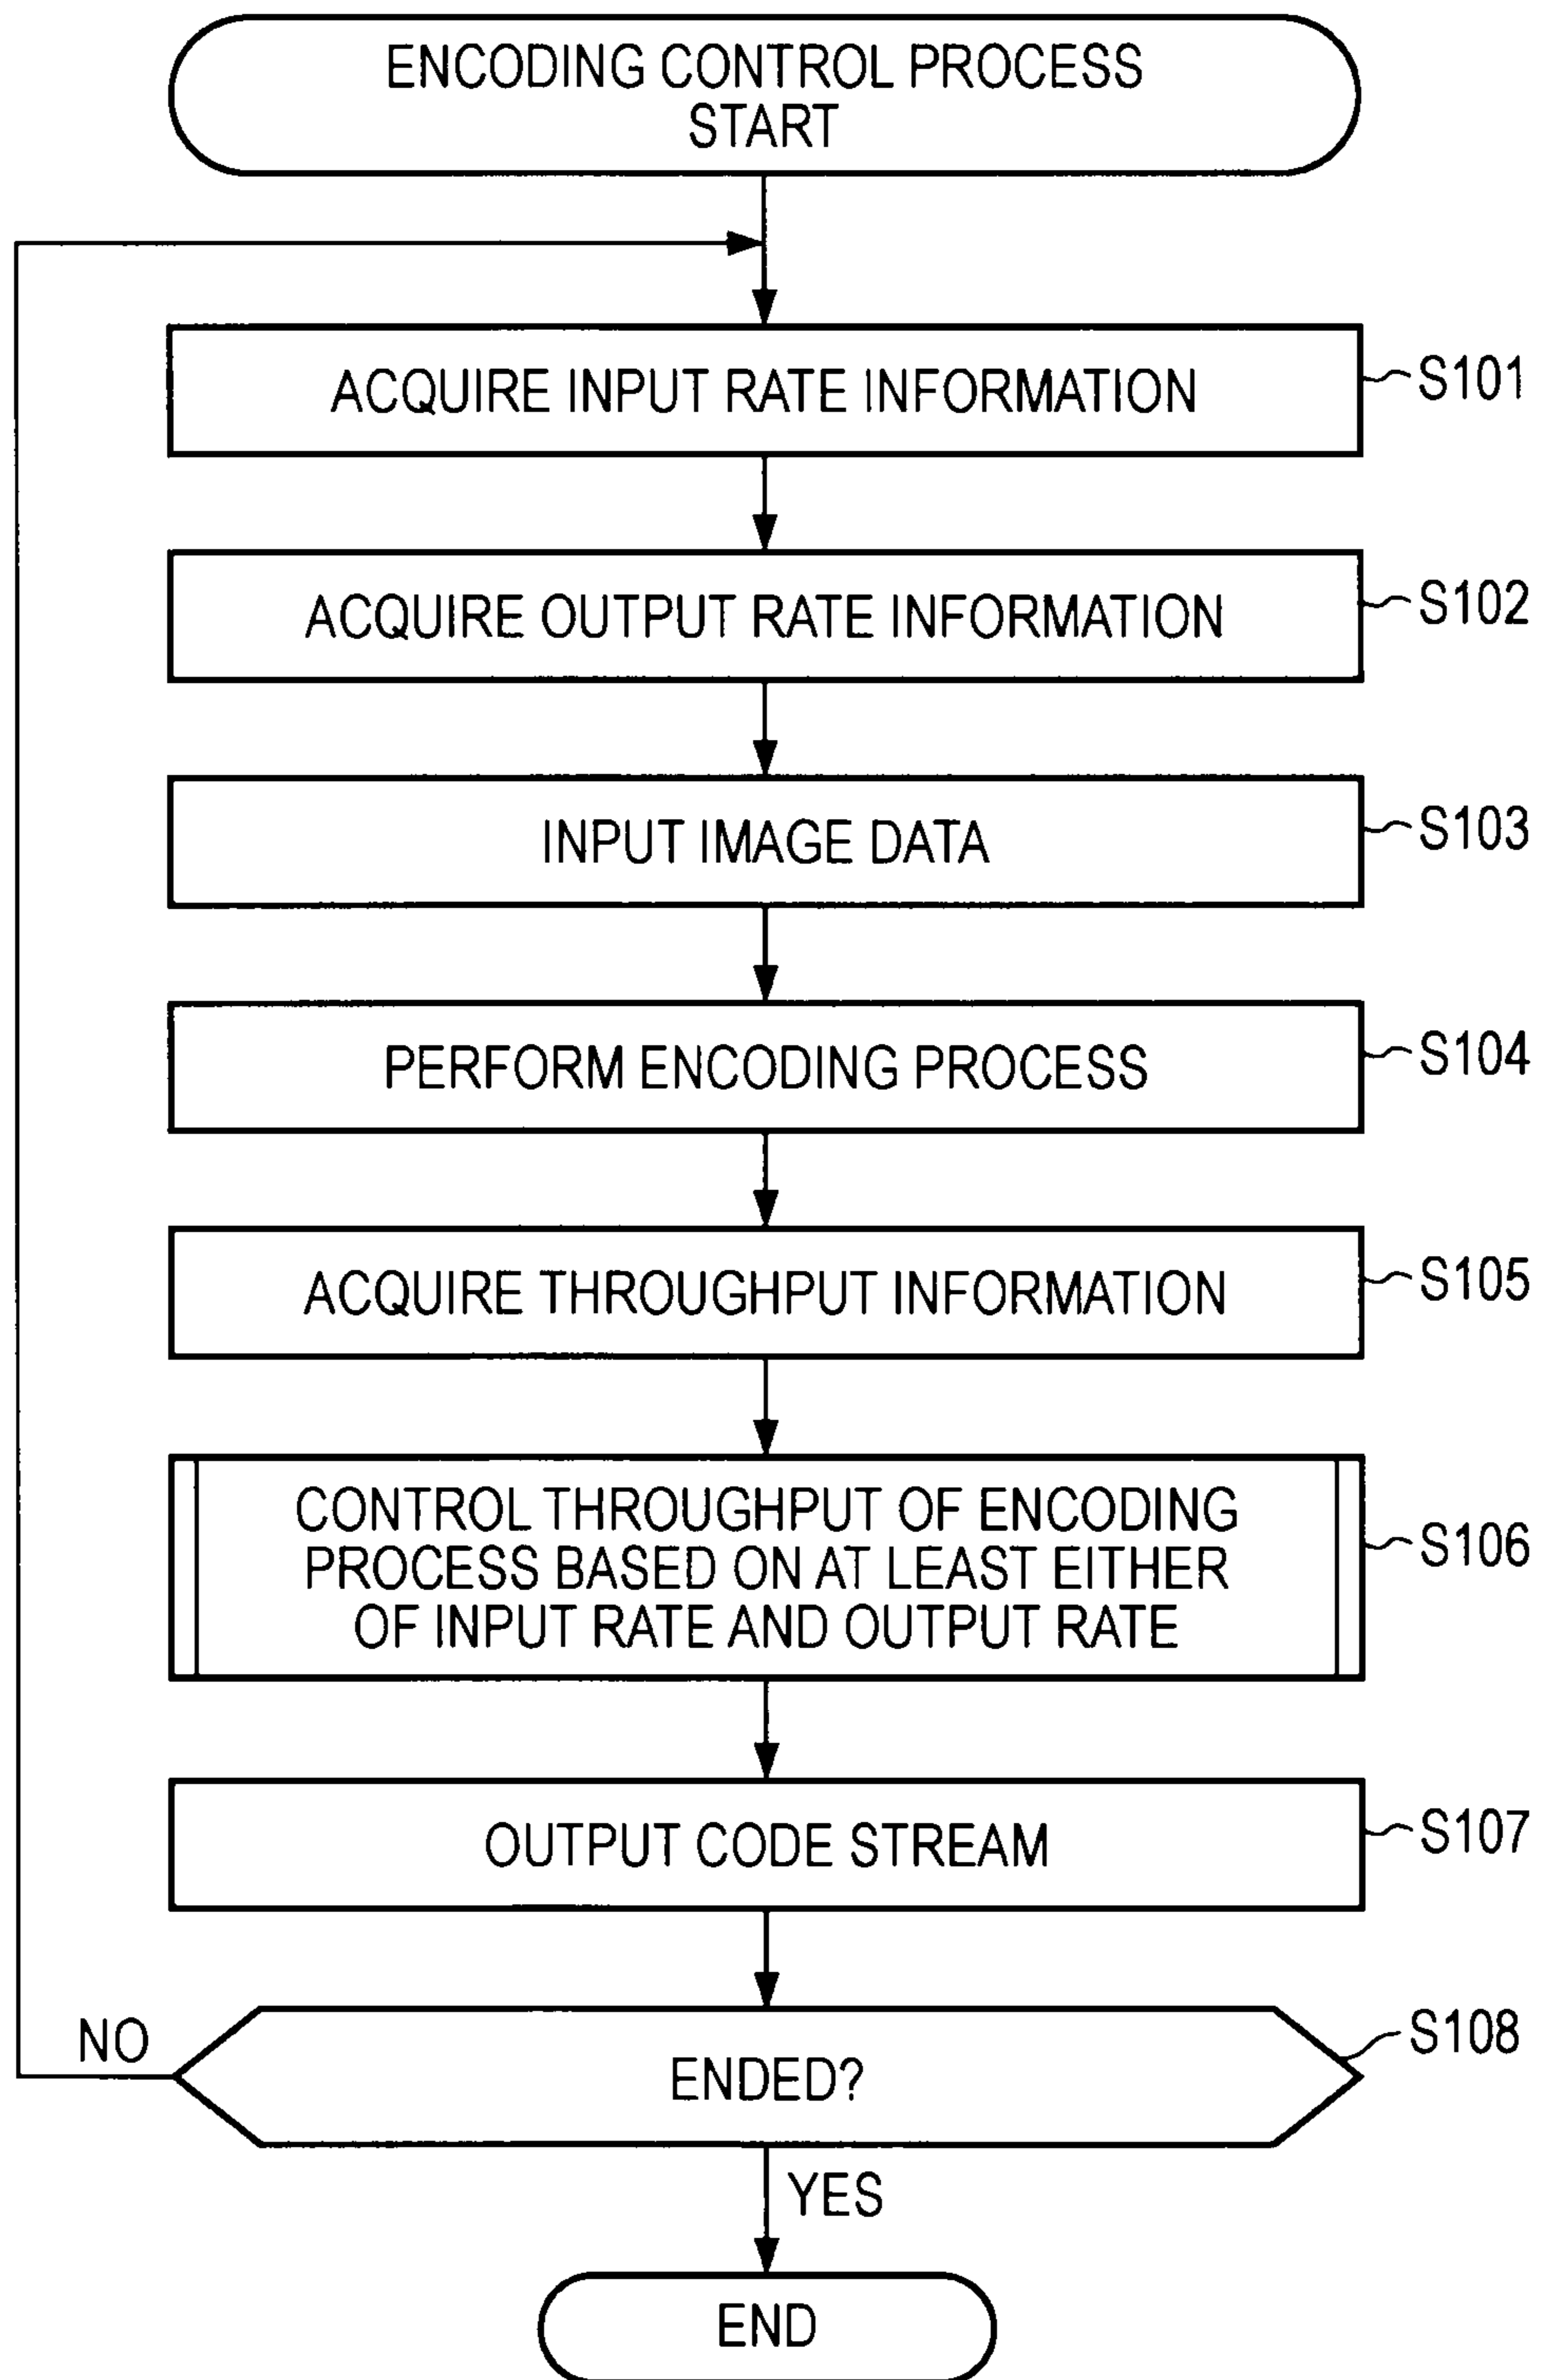 ENCODING CONTROL PROCESS
START
ACQUIRE INPUT RATE INFORMATION
S101
ACQUIRE OUTPUT RATE INFORMATION
S102
INPUT IMAGE DATA
S103
PERFORM ENCODING PROCESS
S104
ACQUIRE THROUGHPUT INFORMATION
S105
CONTROL THROUGHPUT OF ENCODING
PROCESS BASED ON AT LEAST EITHER
OF INPUT RATE AND OUTPUT RATE
S106
OUTPUT CODE STREAM
S107
NO
ENDED?
S108
YES
END